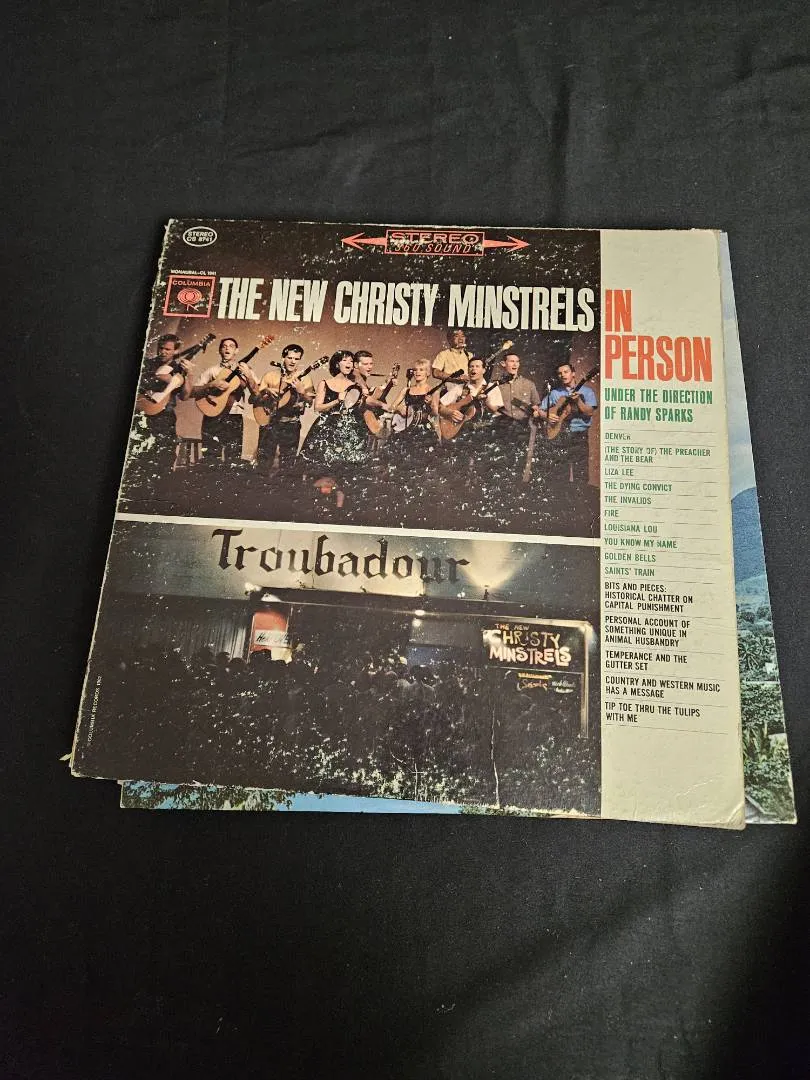 STEREO
CS 8741
STEREO
360 SOUND
MONAURAL-CL 1941
COLUMBIA
THE NEW CHRISTY MINSTRELS
IN
PERSON
UNDER THE DIRECTION
OF RANDY SPARKS
DENVER
(THE STORY OF) THE PREACHER
AND THE BEAR
LIZA LEE
THE DYING CONVICT
THE INVALIDS
FIRE
LOUISIANA LOU
YOU KNOW MY NAME
GOLDEN BELLS
SAINTS' TRAIN
BITS AND PIECES:
HISTORICAL CHATTER ON
CAPITAL PUNISHMENT
PERSONAL ACCOUNT OF
SOMETHING UNIQUE IN
ANIMAL HUSBANDRY
TEMPERANCE AND THE
GUTTER SET
COUNTRY AND WESTERN MUSIC
HAS A MESSAGE
TIP TOE THRU THE TULIPS
WITH ME
Troubadour
THE NEW
CHRISTY
MINSTRELS